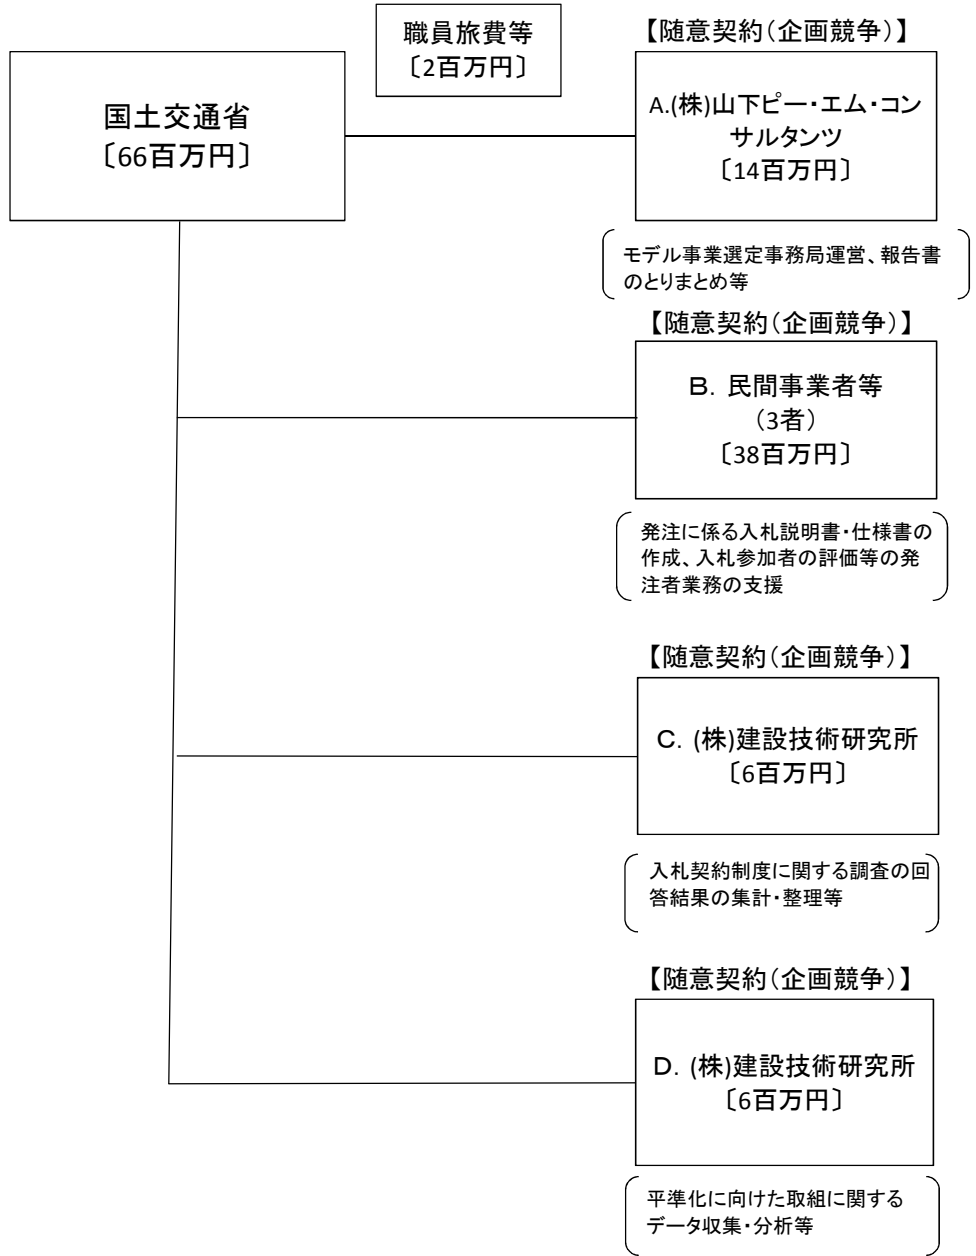 職員旅費等
〔2百万円〕
国土交通省
〔66百万円〕
【随意契約(企画競争)】
A.(株)山下ピー・エム・コン
サルタンツ
〔14百万円〕
モデル事業選定事務局運営、報告書
のとりまとめ等
【随意契約(企画競争)】
B. 民間事業者等
(3者)
〔38百万円〕
発注に係る入札説明書・仕様書の
作成、入札参加者の評価等の発
注者業務の支援
【随意契約(企画競争)】
C. (株)建設技術研究所
〔6百万円〕
入札契約制度に関する調査の回
答結果の集計・整理等
【随意契約(企画競争)】
D. (株)建設技術研究所
〔6百万円〕
平準化に向けた取組に関する
データ収集・分析等